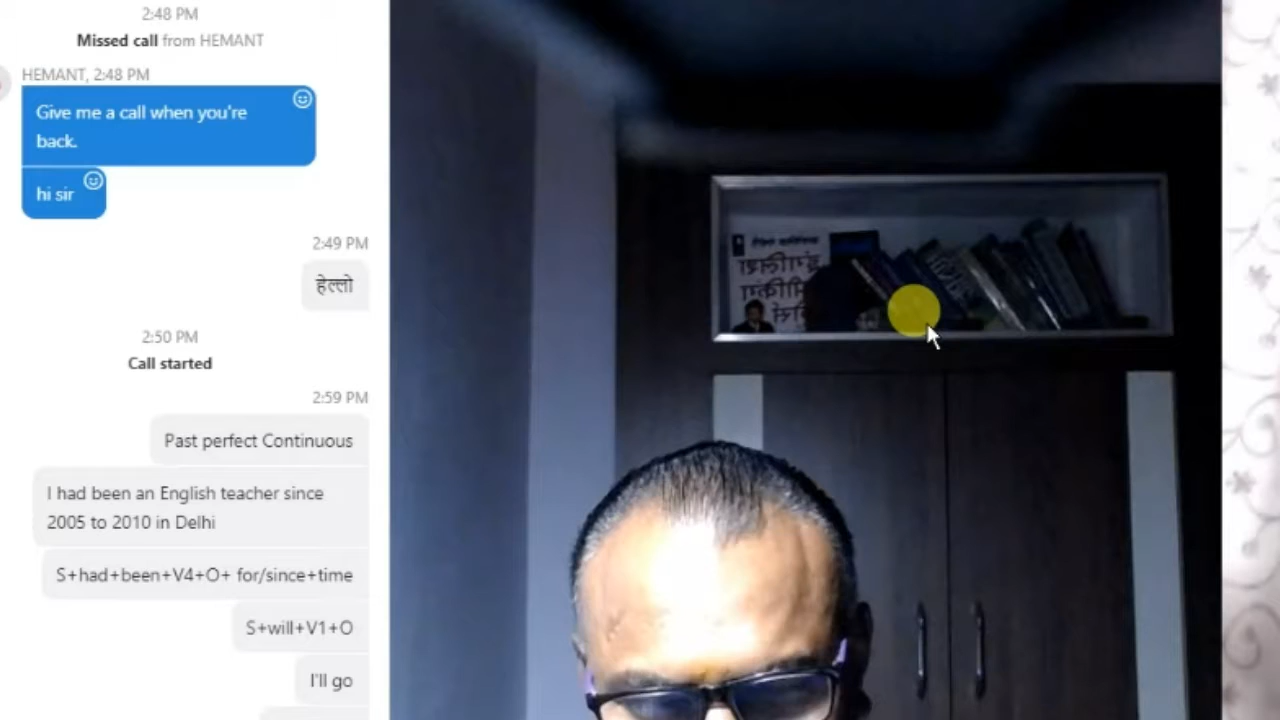 2:48 PM
Missed call from HEMANT
HEMANT, 2:48 PM
Give me a call when you're
back.
hi sir
2:49 PM
हेल्लो
2:50 PM
Call started
2:59 PM
Past perfect Continuous
I had been an English teacher since
2005 to 2010 in Delhi
S+had+been+V4+O+ for/since+time
S+will+V1+O
I'll go
इंगलिश
स्पीकिंग
कोर्स